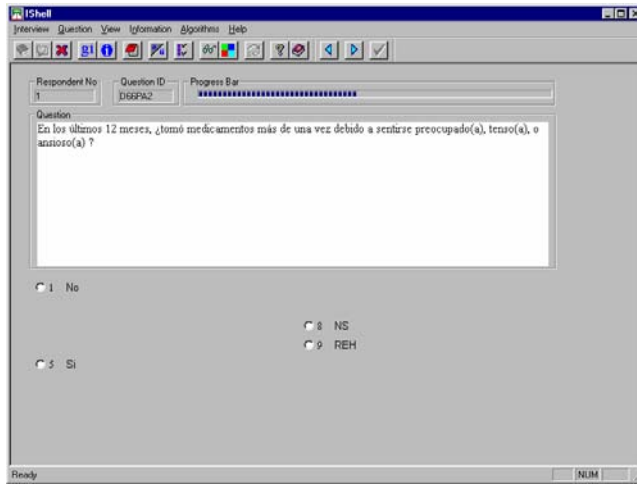 IShell
Interview Question View Information Algorithms Help
Respondent No
Question ID
Progress Bar
1
D66PA2
Question
En los últimos 12 meses, ¿tomó medicamentos más de una vez debido a sentirse preocupado(a), tenso(a), o
ansioso(a) ?
1 No
8 NS
9 REH
5 Si
Ready
NUM